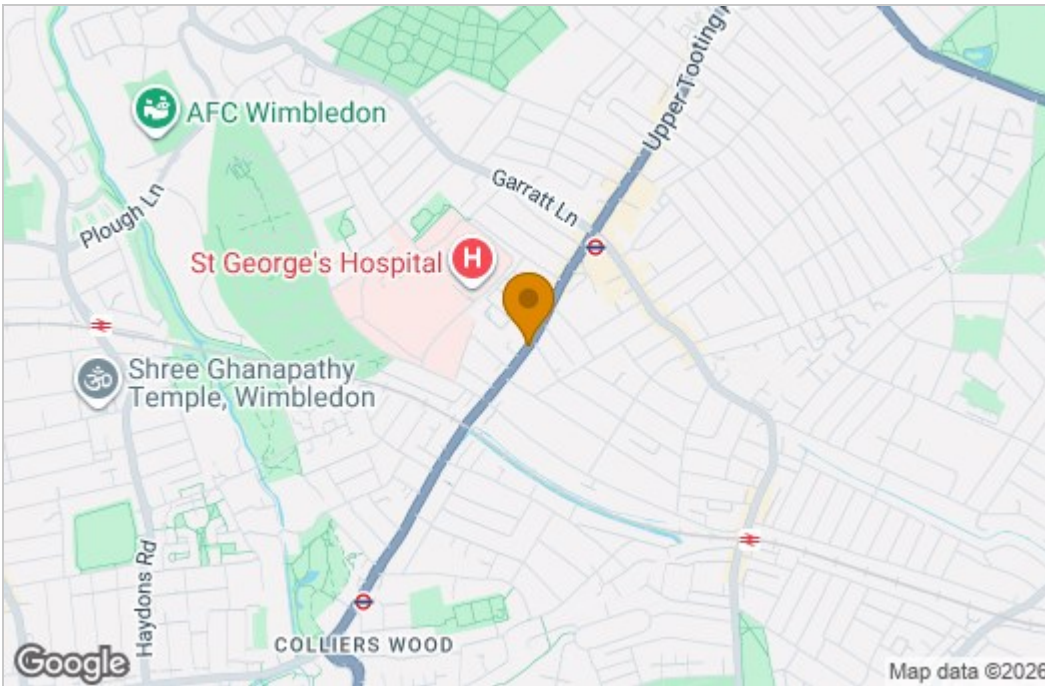 Upper Tooting
AFC Wimbledon
Garratt Ln
Plough Ln
St George's Hospital
H
Shree Ghanapathy
Temple, Wimbledon
Haydons Rd
COLLIERS WOOD
Google
Map data ©2026